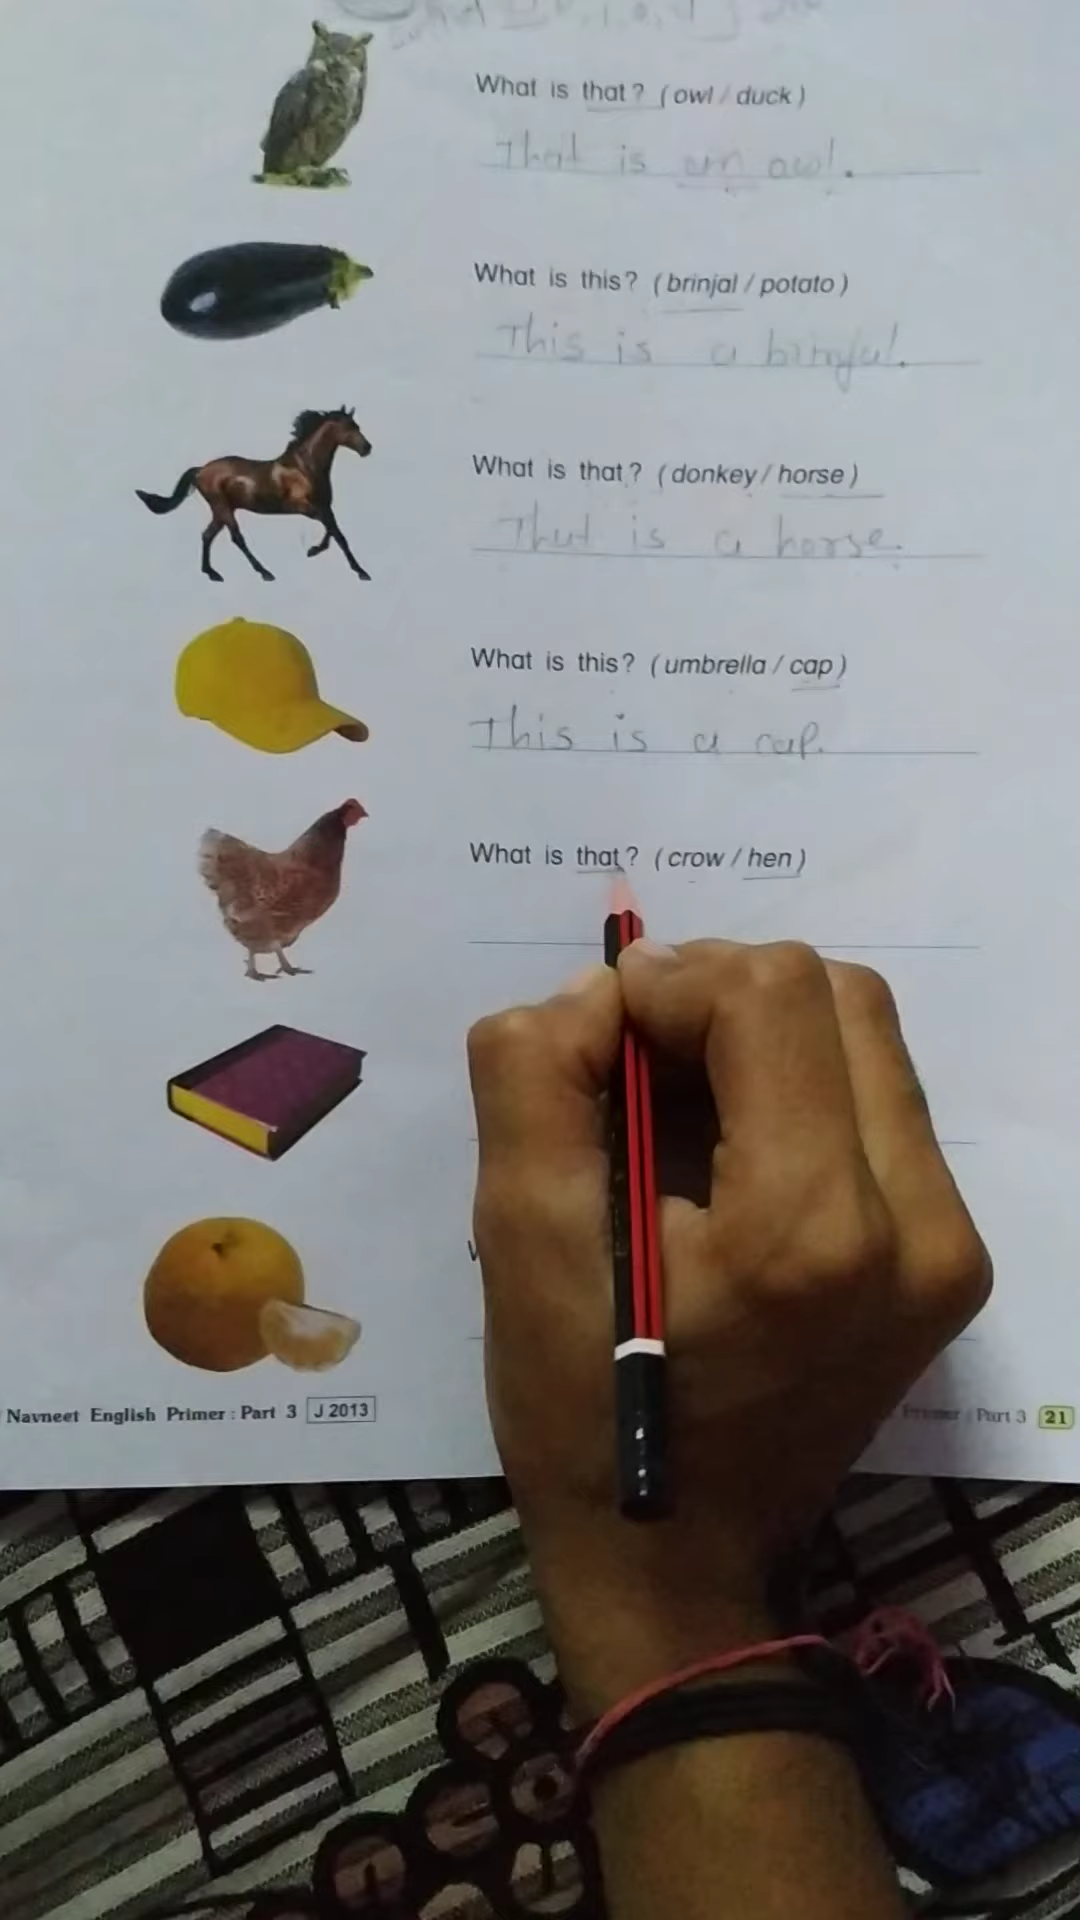 What is that? (owl / duck)
That is an owl.
What is this? (brinjal / potato)
This is a binjal.
What is that? (donkey / horse)
That is a horse.
What is this? (umbrella / cap)
This is a cap.
What is that? (crow / hen)
Navneet English Primer : Part 3 J 2013
Primer : Part 3 21